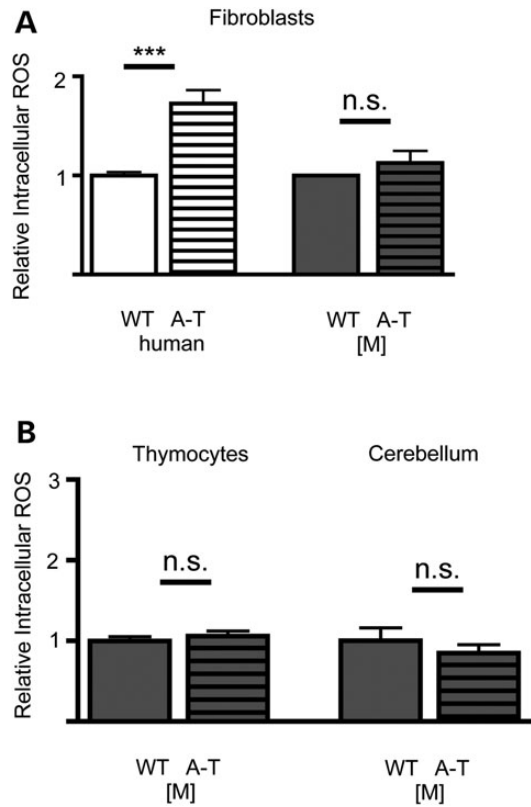 A
Fibroblasts
Relative Intracellular ROS
2
1
***
n.s.
WT A-T
human
WT A-T
[M]
B
Thymocytes
Cerebellum
Relative Intracellular ROS
3
2
1
n.s.
n.s.
WT A-T
[M]
WT A-T
[M]